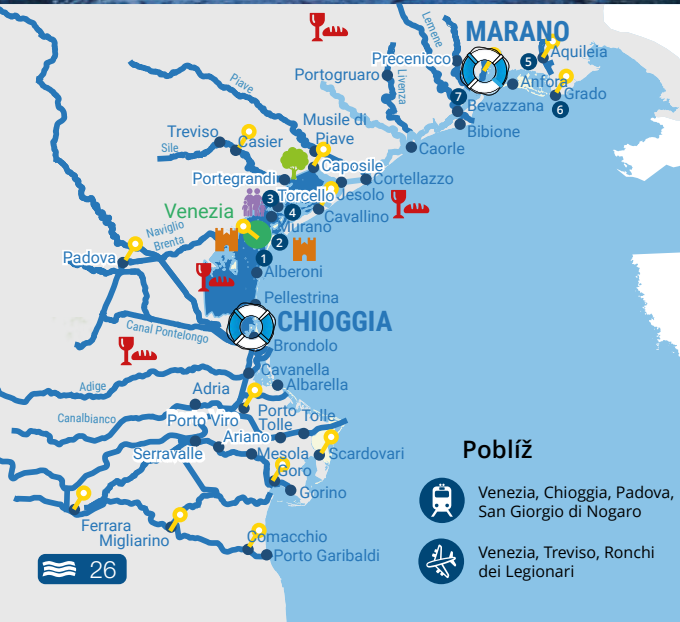 MARANO
Lemene
Precenicco
Aquileia
5
Portogruaro
Livenza
Anfora
Grado
6
7
Bevazzana
Piave
Musile di
Piave
Bibione
Treviso
Casier
Sile
Caorle
Caposile
Portegrandi
Cortellazzo
3
Torcello
Jesolo
4
Cavallino
Venezia
Murano
2
Naviglio
Brenta
1
Padova
Alberoni
Pellestrina
CHIOGGIA
Canal Pontelongo
Brondolo
Cavanella
Adige
Adria
Albarella
Canalbianco
Porto Viro
Porto
Tolle
Tolle
Ariano
Serravalle
Mesola
Scardovari
Goro
Gorino
Ferrara
Migliarino
Comacchio
Porto Garibaldi
26
Poblíž
Venezia, Chioggia, Padova,
San Giorgio di Nogaro
Venezia, Treviso, Ronchi
dei Legionari